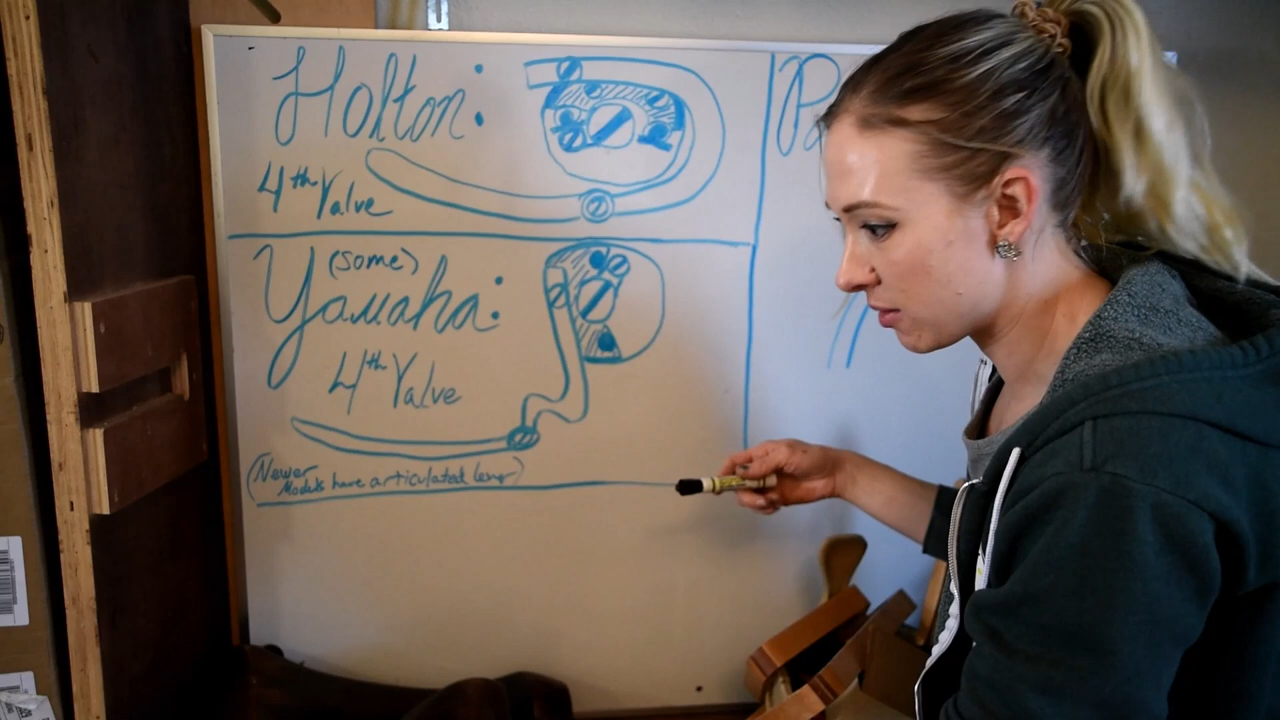 Holton:
4th Valve
(some)
Yamaha:
4th Valve
(Newer
Models have articulated lever)